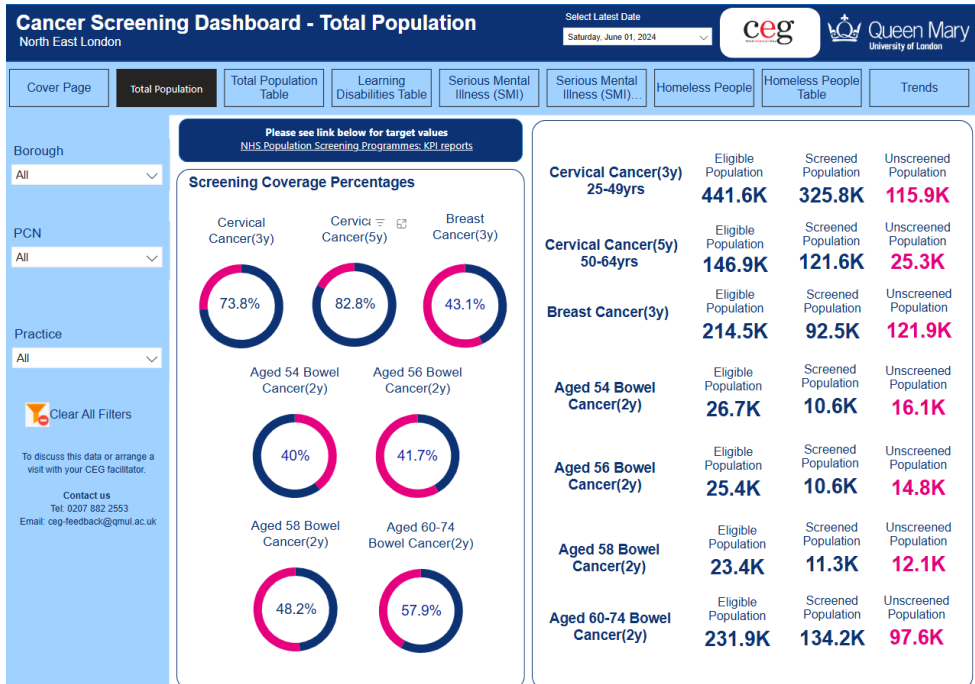 Cancer Screening Dashboard - Total Population
North East London
Select Latest Date
Saturday, June 01, 2024
ceg
Queen Mary
University of London
Cover Page
Total Population
Total Population
Table
Learning
Disabilities Table
Serious Mental
Illness (SMI)
Serious Mental
Illness (SMI)...
Homeless People
Homeless People
Table
Trends
Borough
All
PCN
All
Practice
All
Clear All Filters
To discuss this data or arrange a
visit with your CEG facilitator.
Contact us
Tel: 0207 882 2553
Email: ceg-feedback@qmul.ac.uk
Please see link below for target values
NHS Population Screening Programmes: KPI reports
Screening Coverage Percentages
Cervical
Cancer(3y)
73.8%
Cervic
Cancer(5y)
82.8%
Breast
Cancer(3y)
43.1%
Aged 54 Bowel
Cancer(2y)
40%
Aged 56 Bowel
Cancer(2y)
41.7%
Aged 58 Bowel
Cancer(2y)
48.2%
Aged 60-74
Bowel Cancer(2y)
57.9%
Cervical Cancer(3y)
25-49yrs
Eligible
Population
441.6K
Screened
Population
325.8K
Unscreened
Population
115.9K
Cervical Cancer(5y)
50-64yrs
Eligible
Population
146.9K
Screened
Population
121.6K
Unscreened
Population
25.3K
Breast Cancer(3y)
Eligible
Population
214.5K
Screened
Population
92.5K
Unscreened
Population
121.9K
Aged 54 Bowel
Cancer(2y)
Eligible
Population
26.7K
Screened
Population
10.6K
Unscreened
Population
16.1K
Aged 56 Bowel
Cancer(2y)
Eligible
Population
25.4K
Screened
Population
10.6K
Unscreened
Population
14.8K
Aged 58 Bowel
Cancer(2y)
Eligible
Population
23.4K
Screened
Population
11.3K
Unscreened
Population
12.1K
Aged 60-74 Bowel
Cancer(2y)
Eligible
Population
231.9K
Screened
Population
134.2K
Unscreened
Population
97.6K